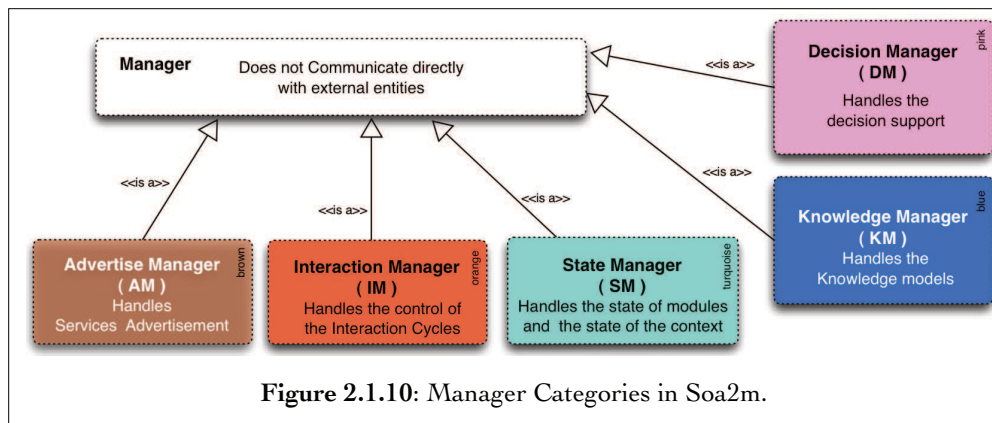 Manager
Does not Communicate directly
with external entities
<<is a>>
Decision Manager
( DM )
Handles the
decision support
pink
<<is a>>
<<is a>>
<<is a>>
<<is a>>
Knowledge Manager
( KM )
Handles the
Knowledge models
blue
Advertise Manager
( AM )
Handles
Services Advertisement
brown
Interaction Manager
( IM )
Handles the control of
the Interaction Cycles
orange
State Manager
( SM )
Handles the state of modules
and the state of the context
turquoise
Figure 2.1.10: Manager Categories in Soa2m.